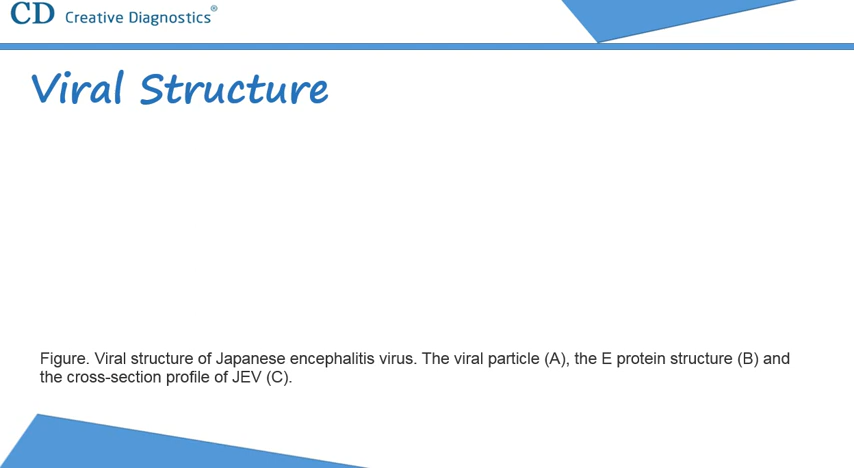 CD Creative Diagnostics®
Viral Structure
Figure. Viral structure of Japanese encephalitis virus. The viral particle (A), the E protein structure (B) and
the cross-section profile of JEV (C).